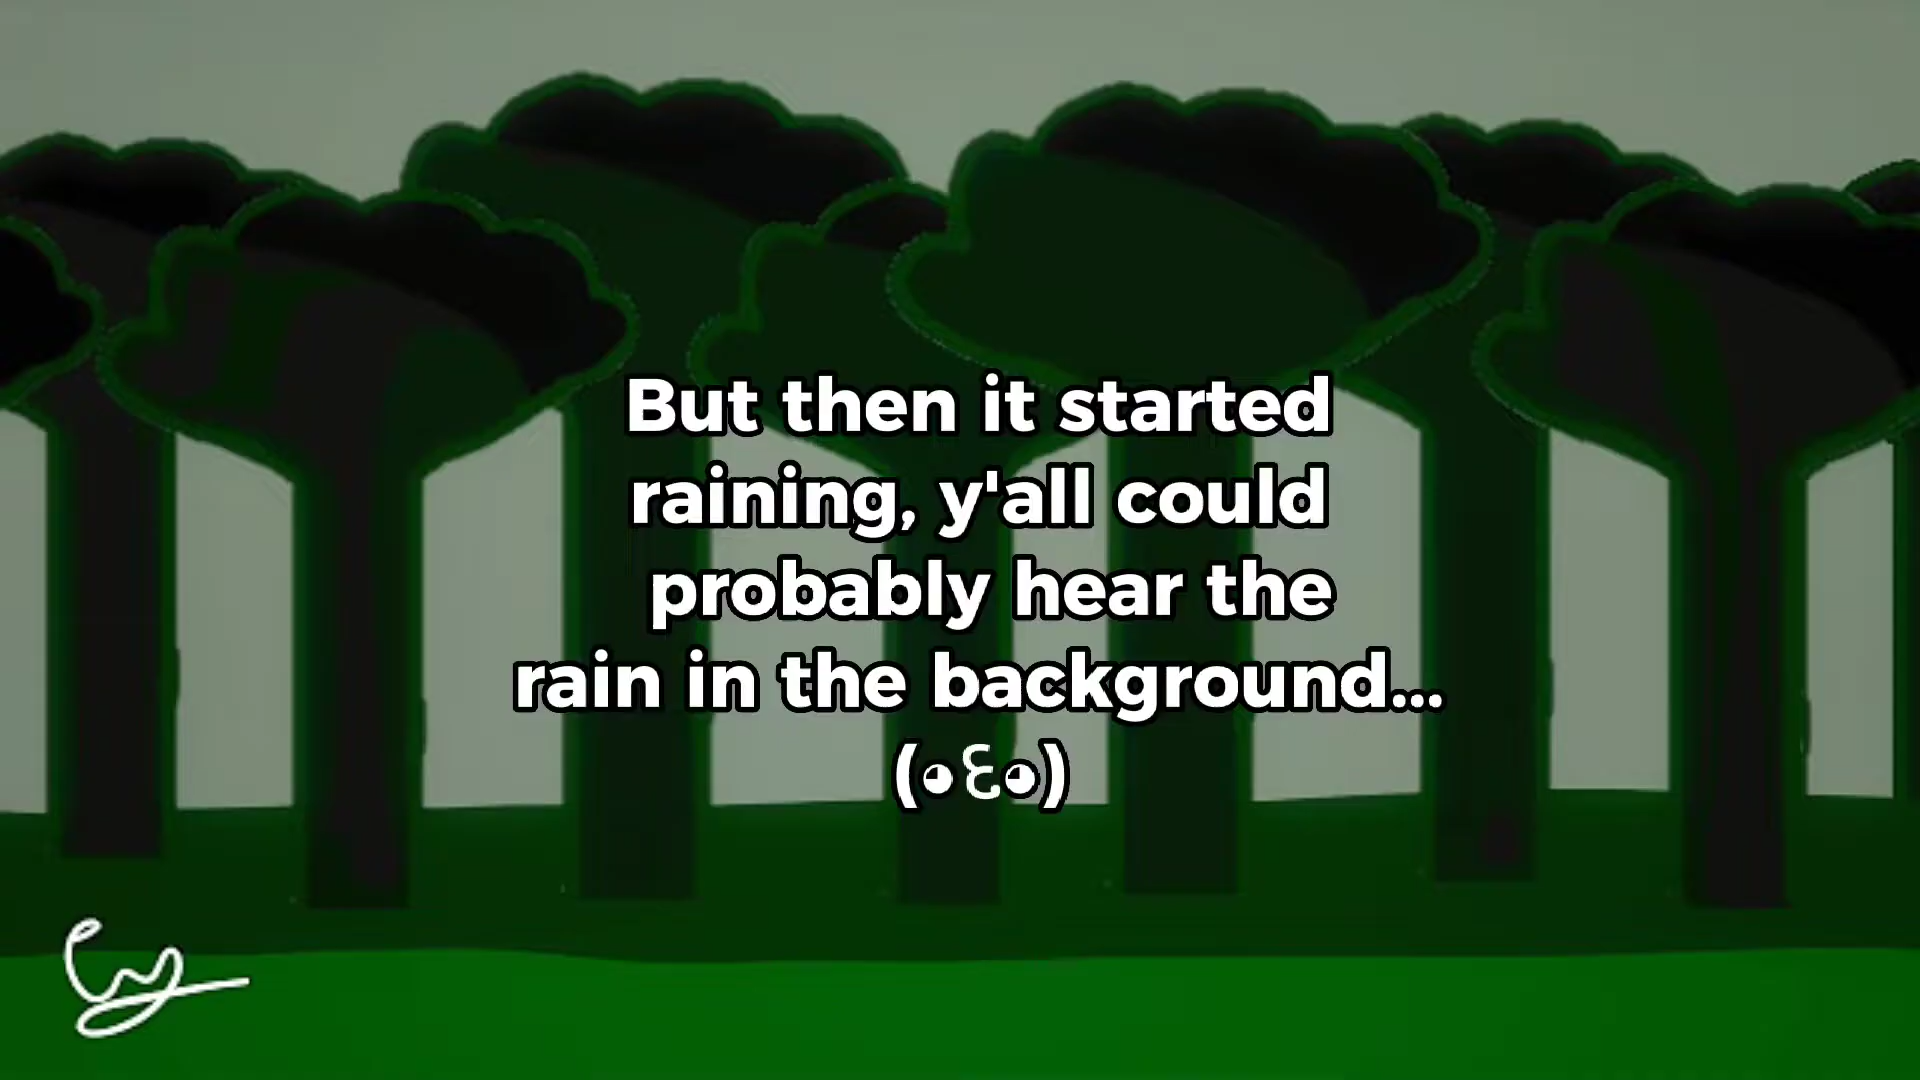 But then it started
raining, y'all could
probably hear the
rain in the background...
(◕દ◕)